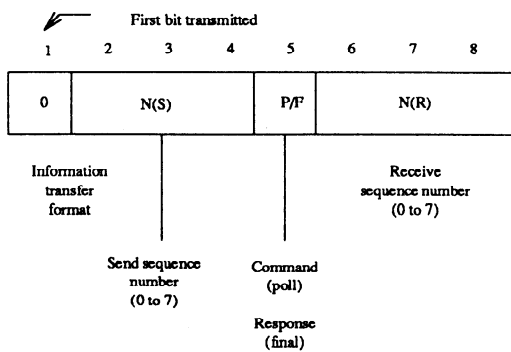 First bit transmitted
1 2 3 4 5 6 7 8
0 N(S) P/F N(R)
Information
transfer
format
Receive
sequence number
(0 to 7)
Send sequence
number
(0 to 7)
Command
(poll)
Response
(final)